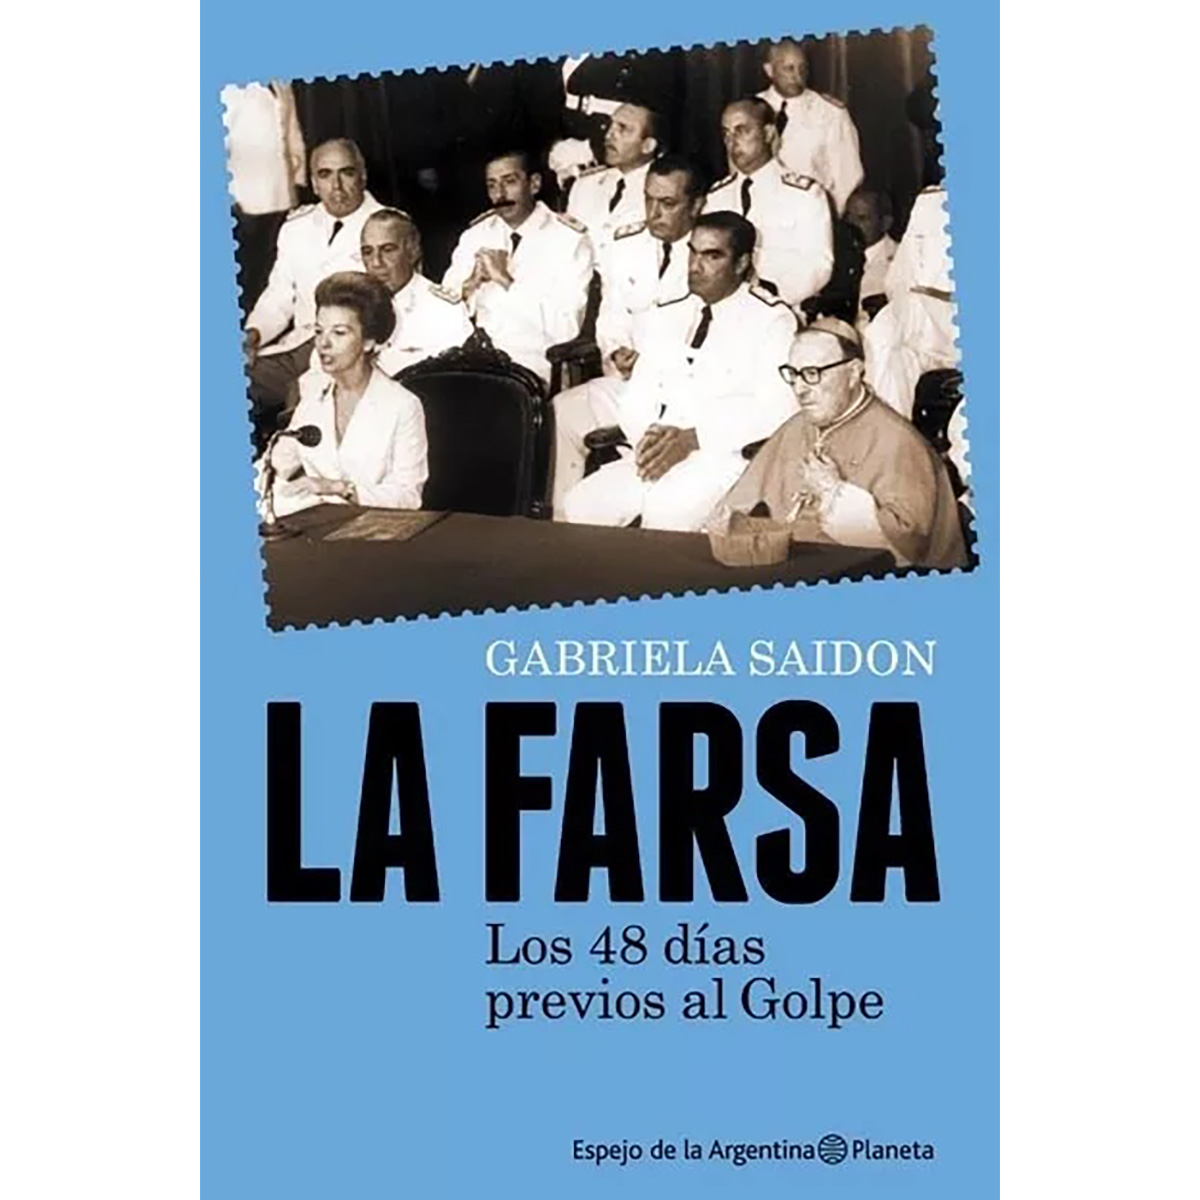 GABRIELA SAIDON
LA FARSA
Los 48 días
previos al Golpe
Espejo de la Argentina Planeta